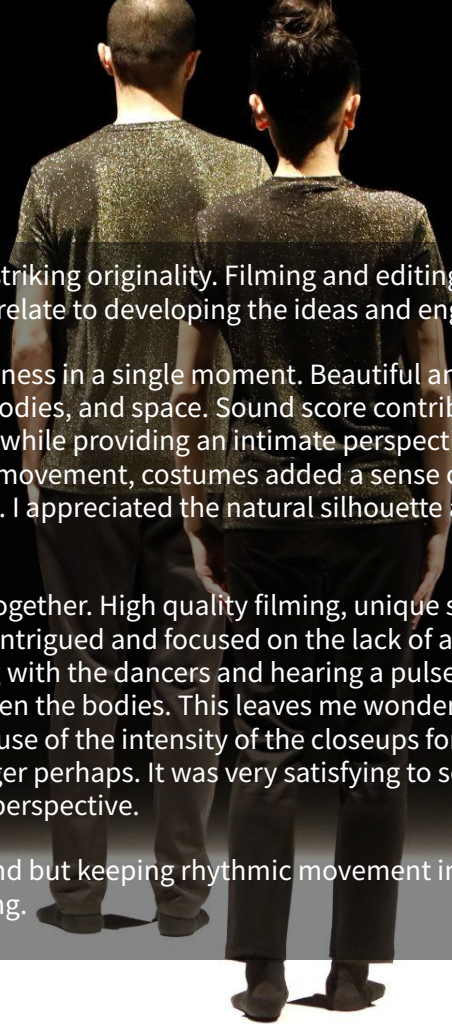 triking originality. Filming and editing
relate to developing the ideas and eng
ness in a single moment. Beautiful an
odies, and space. Sound score contrib
while providing an intimate perspecti
movement, costumes added a sense o
. I appreciated the natural silhouette a
ogether. High quality filming, unique s
ntrigued and focused on the lack of a
with the dancers and hearing a pulse
en the bodies. This leaves me wonder
use of the intensity of the closeups for
ger perhaps. It was very satisfying to se
perspective.
nd but keeping rhythmic movement in
ng.